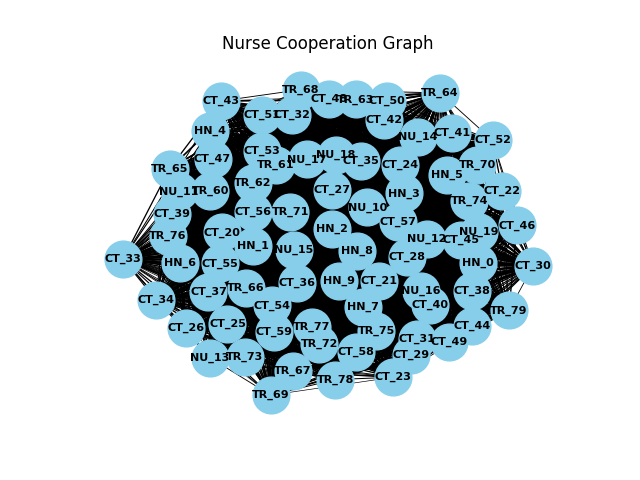 Nurse Cooperation Graph
TR_68
CT_48
TR_63
CT_50
TR_64
CT_43
CT_51
CT_32
CT_42
HN_4
NU_14
CT_41
CT_52
CT_53
CT_47
TR_61
NU_17
NU_18
CT_35
CT_24
TR_70
TR_65
HN_5
NU_11
TR_60
TR_62
CT_27
HN_3
CT_22
TR_74
CT_39
CT_56
TR_71
NU_10
CT_57
CT_46
TR_76
CT_20
HN_2
NU_12
CT_45
NU_19
HN_1
NU_15
HN_8
CT_28
CT_33
HN_6
CT_55
HN_0
CT_30
CT_34
CT_37
TR_66
CT_36
HN_9
CT_21
NU_16
CT_38
CT_54
HN_7
CT_40
TR_79
CT_26
CT_25
CT_59
TR_77
TR_75
CT_44
TR_72
CT_31
CT_49
NU_13
TR_73
CT_58
CT_29
TR_67
TR_78
CT_23
TR_69